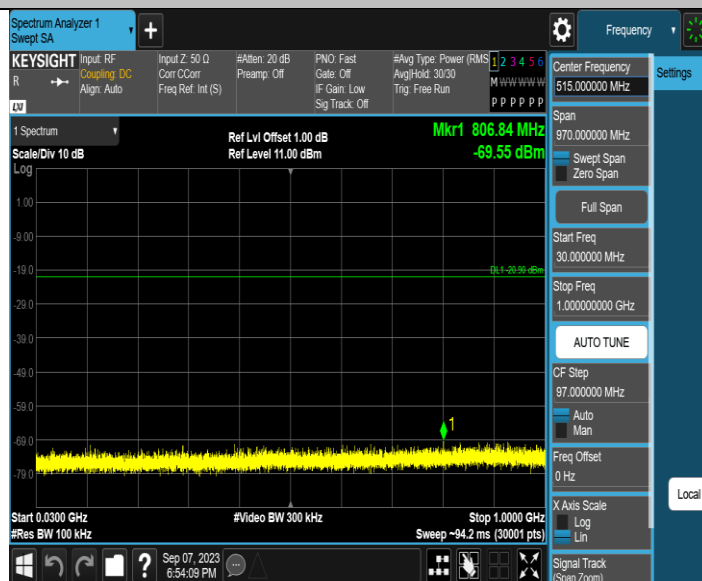 Spectrum Analyzer 1
Swept SA
Frequency
KEYSIGHT
R
LXI
Input: RF
Coupling: DC
Align: Auto
Input Z: 50 Ω
Corr CCorr
Freq Ref: Int (S)
#Atten: 20 dB
Preamp: Off
PNO: Fast
Gate: Off
IF Gain: Low
Sig Track: Off
#Avg Type: Power (RMS
Avg|Hold: 30/30
Trig: Free Run
1 2 3 4 5 6
M W W W W W
P P P P P P
Center Frequency
515.000000 MHz
Settings
1 Spectrum
Scale/Div 10 dB
Log
Ref Lvl Offset 1.00 dB
Ref Level 11.00 dBm
Mkr1 806.84 MHz
-69.55 dBm
Span
970.000000 MHz
Swept Span
Zero Span
Full Span
Start Freq
30.000000 MHz
Stop Freq
1.000000000 GHz
AUTO TUNE
CF Step
97.000000 MHz
Auto
Man
Freq Offset
0 Hz
X Axis Scale
Log
Lin
Signal Track
(Span Zoom)
Local
1.00
-9.00
-19.0
DL1 -20.90 dBm
-29.0
-39.0
-49.0
-59.0
1
-69.0
-79.0
Start 0.0300 GHz
#Res BW 100 kHz
#Video BW 300 kHz
Stop 1.0000 GHz
Sweep ~94.2 ms (30001 pts)
?
Sep 07, 2023
6:54:09 PM